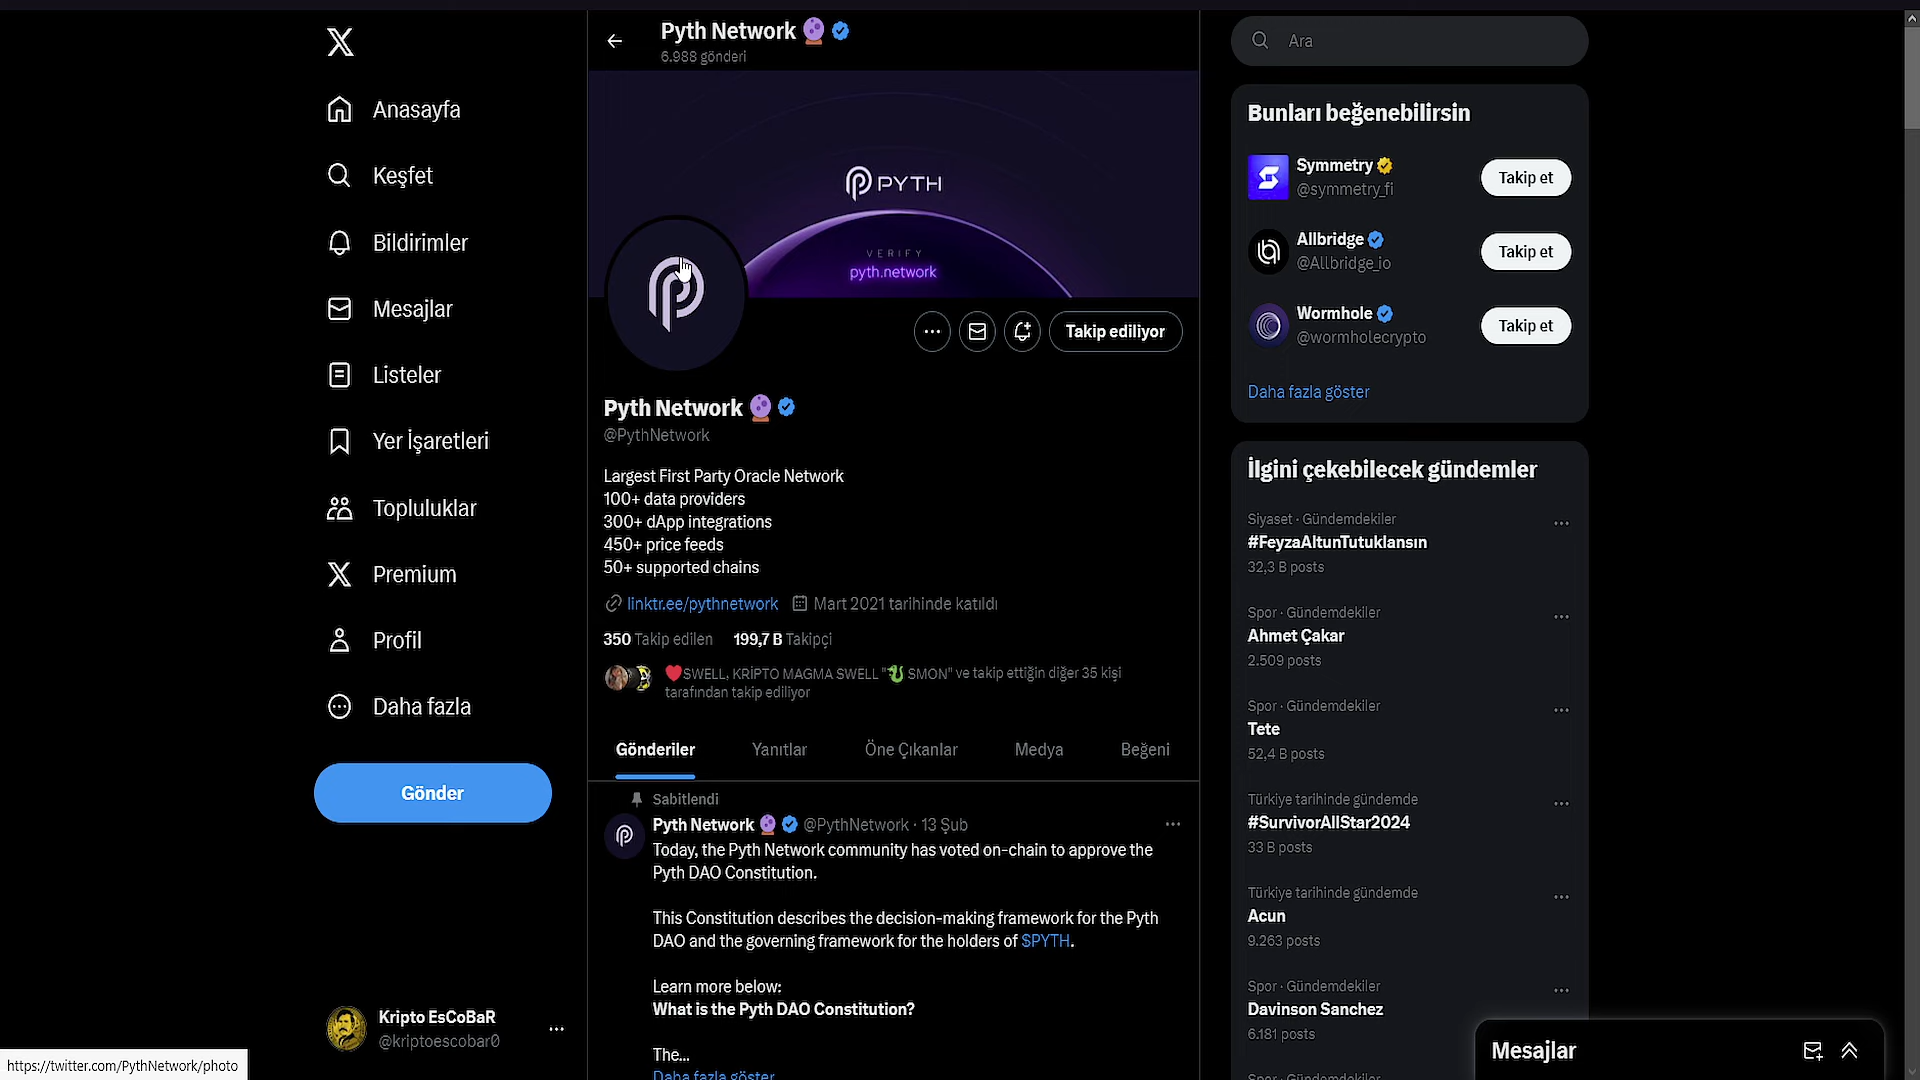 Anasayfa
Keşfet
Bildirimler
Mesajlar
Listeler
Yer İşaretleri
Topluluklar
Premium
Profil
Daha fazla
Gönder
Kripto EsCoBaR
@kriptoescobar0
https://twitter.com/PythNetwork/photo
Pyth Network
6.988 gönderi
PYTH
VERIFY
pyth.network
Takip ediliyor
Pyth Network
@PythNetwork
Largest First Party Oracle Network
100+ data providers
300+ dApp integrations
450+ price feeds
50+ supported chains
linktr.ee/pythnetwork Mart 2021 tarihinde katıldı
350 Takip edilen 199,7 B Takipçi
SWELL, KRİPTO MAGMA SWELL " SMON" ve takip ettiğin diğer 35 kişi
tarafından takip ediliyor
Gönderiler Yanıtlar Öne Çıkanlar Medya Beğeni
Sabitlendi
Pyth Network @PythNetwork · 13 Şub
Today, the Pyth Network community has voted on-chain to approve the
Pyth DAO Constitution.
This Constitution describes the decision-making framework for the Pyth
DAO and the governing framework for the holders of $PYTH.
Learn more below:
What is the Pyth DAO Constitution?
The...
Daha fazla göster
Ara
Bunları beğenebilirsin
Symmetry
@symmetry_fi
Takip et
Allbridge
@Allbridge_io
Takip et
Wormhole
@wormholecrypto
Takip et
Daha fazla göster
İlgini çekebilecek gündemler
Siyaset · Gündemdekiler
#FeyzaAltunTutuklansın
32,3 B posts
Spor · Gündemdekiler
Ahmet Çakar
2.509 posts
Spor · Gündemdekiler
Tete
52,4 B posts
Türkiye tarihinde gündemde
#SurvivorAllStar2024
33 B posts
Türkiye tarihinde gündemde
Acun
9.263 posts
Spor · Gündemdekiler
Davinson Sanchez
6.181 posts
Spor · Gündemdekiler
Mesajlar